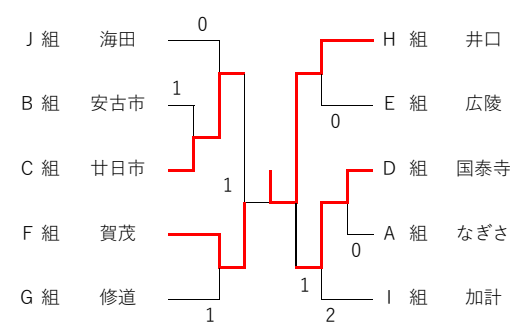 0
J 組 海田
H 組 井口
1
B 組 安古市
E 組 広陵
0
C 組 廿日市
D 組 国泰寺
1
F 組 賀茂
A 組 なぎさ
0
1
G 組 修道
I 組 加計
1
2